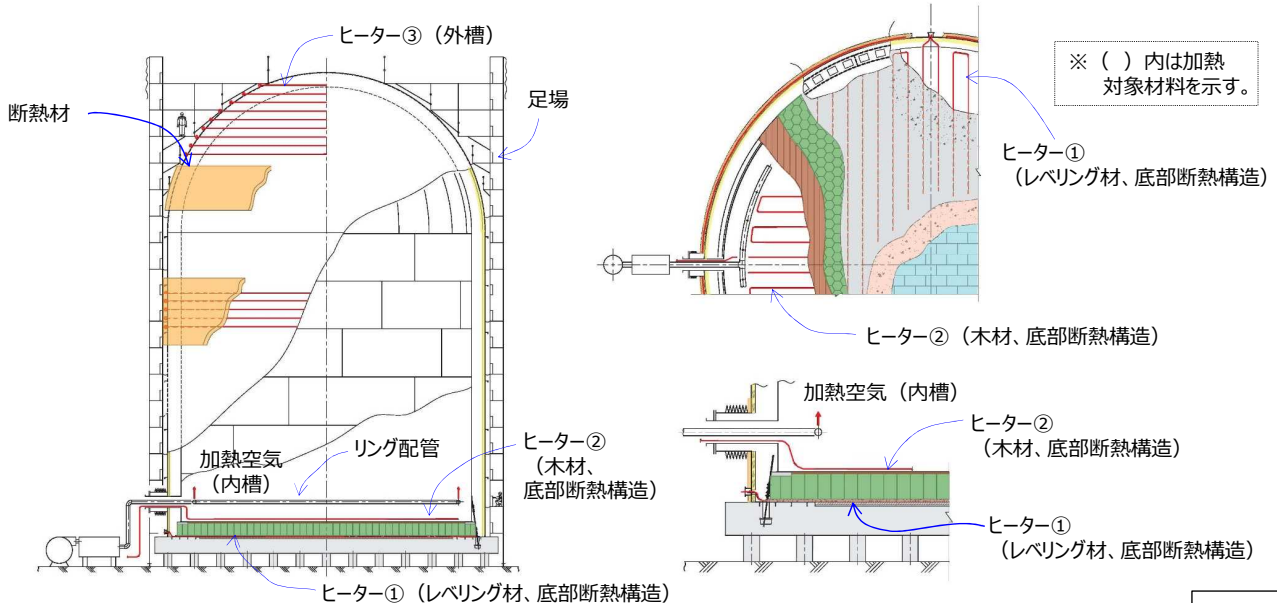 ヒーター③（外槽）
断熱材
足場
加熱空気
（内槽）
リング配管
ヒーター②
（木材、
底部断熱構造）
ヒーター①（レベリング材、底部断熱構造）
※（ ）内は加熱
対象材料を示す。
ヒーター①
（レベリング材、底部断熱構造）
ヒーター②（木材、底部断熱構造）
加熱空気（内槽）
ヒーター②
（木材、底部断熱構造）
ヒーター①
（レベリング材、底部断熱構造）